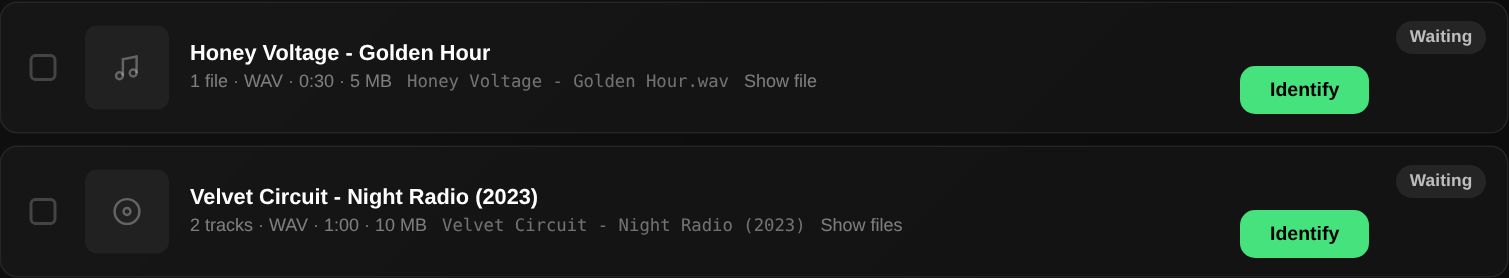 Honey Voltage - Golden Hour
Waiting
1 file · WAV · 0:30 · 5 MB Honey Voltage - Golden Hour.wav Show file
Identify
Velvet Circuit - Night Radio (2023)
Waiting
2 tracks · WAV · 1:00 · 10 MB Velvet Circuit - Night Radio (2023) Show files
Identify